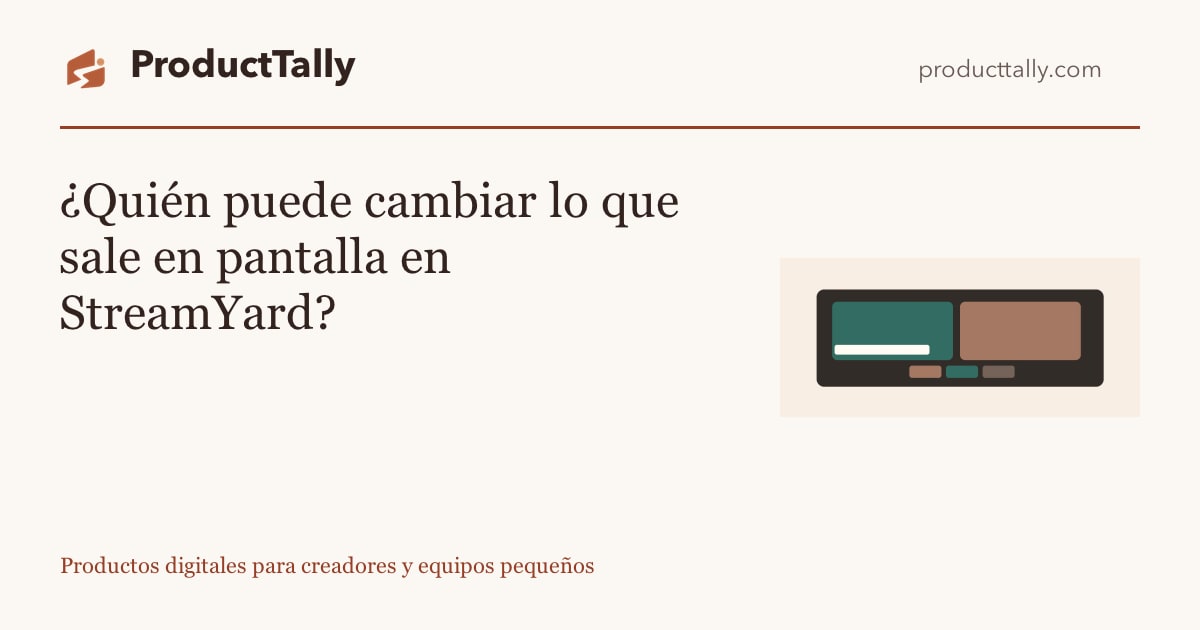 ProductTally
producttally.com
¿Quién puede cambiar lo que
sale en pantalla en
StreamYard?
Productos digitales para creadores y equipos pequeños